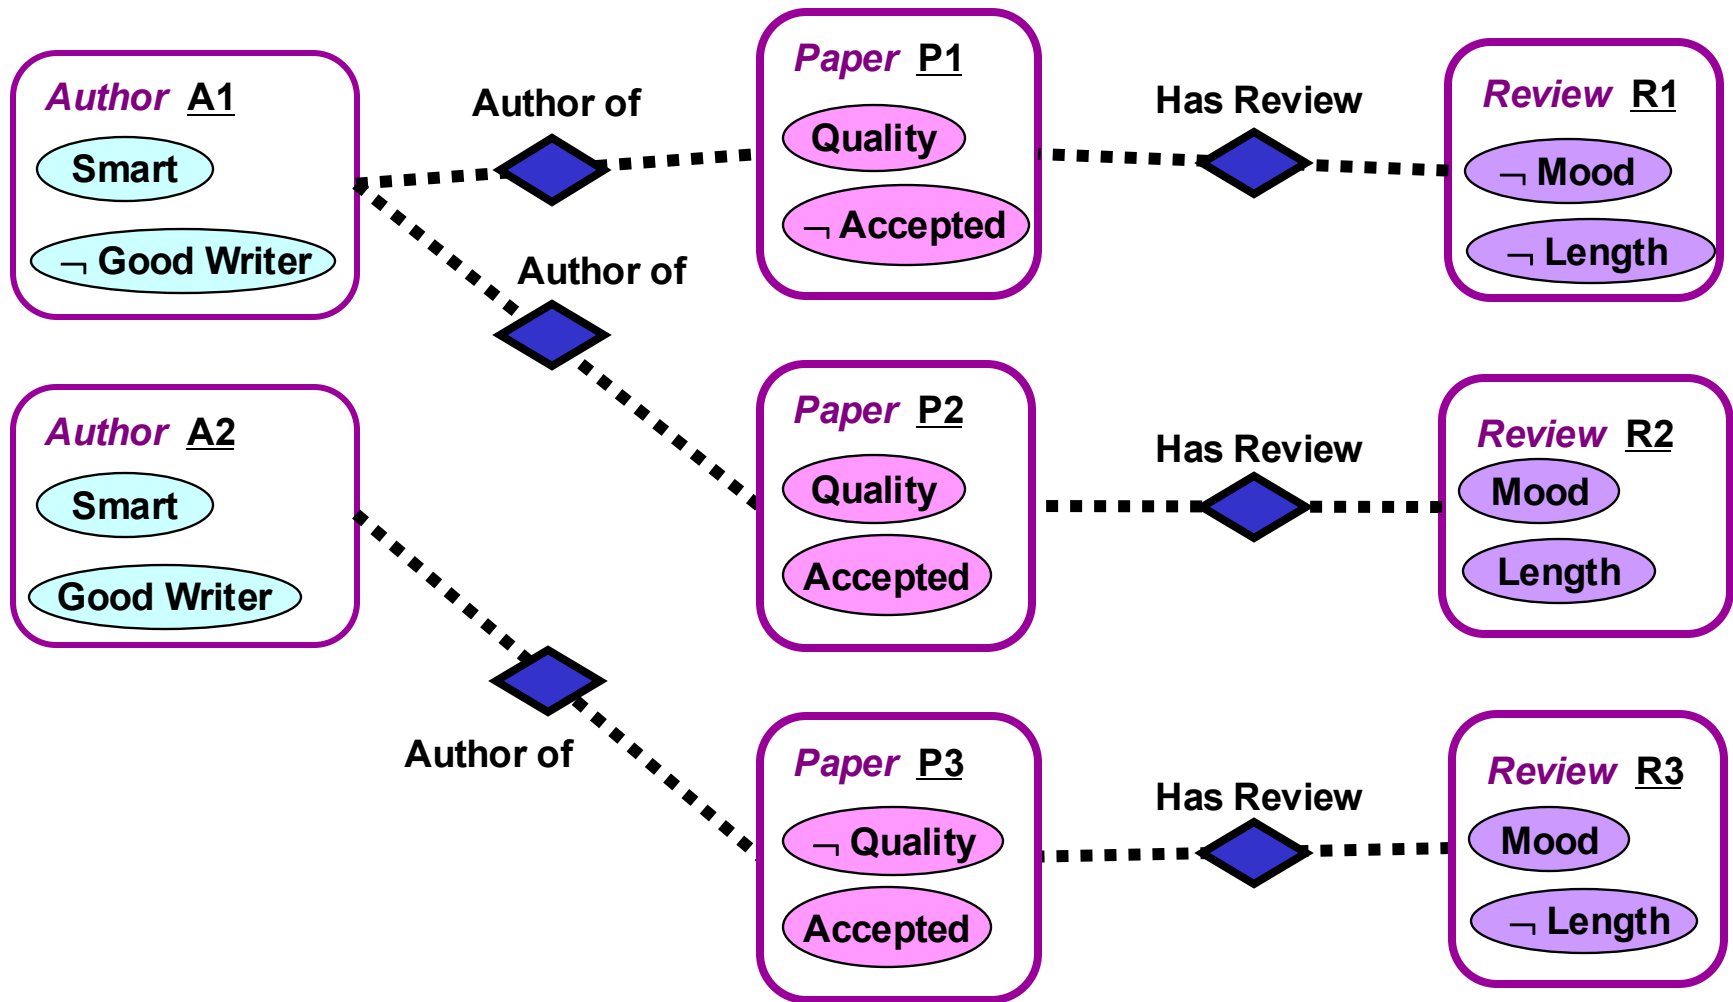 Author A1
Smart
¬ Good Writer
Author of
Paper P1
Quality
¬ Accepted
Has Review
Review R1
¬ Mood
¬ Length
Author of
Author A2
Smart
Good Writer
Paper P2
Quality
Accepted
Has Review
Review R2
Mood
Length
Author of
Paper P3
¬ Quality
Accepted
Has Review
Review R3
Mood
¬ Length